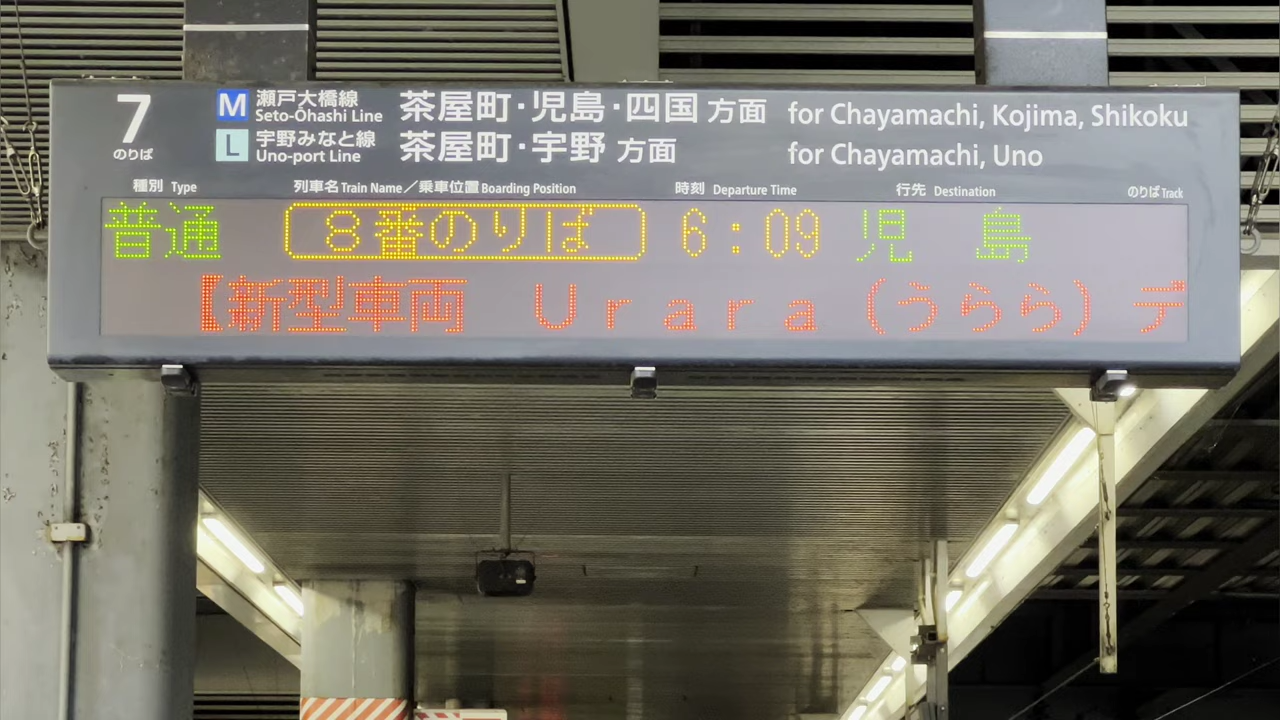 7
のりば
M 瀬戸大橋線 茶屋町・児島・四国 方面 for Chayamachi, Kojima, Shikoku
Seto-Ohashi Line
L 宇野みなと線 茶屋町・宇野 方面 for Chayamachi, Uno
Uno-port Line
種別 Type 列車名 Train Name／乗車位置 Boarding Position 時刻 Departure Time 行先 Destination のりば Track
普通 8番のりば 6:09 児島
【新型車両 Urara（うらら）デ